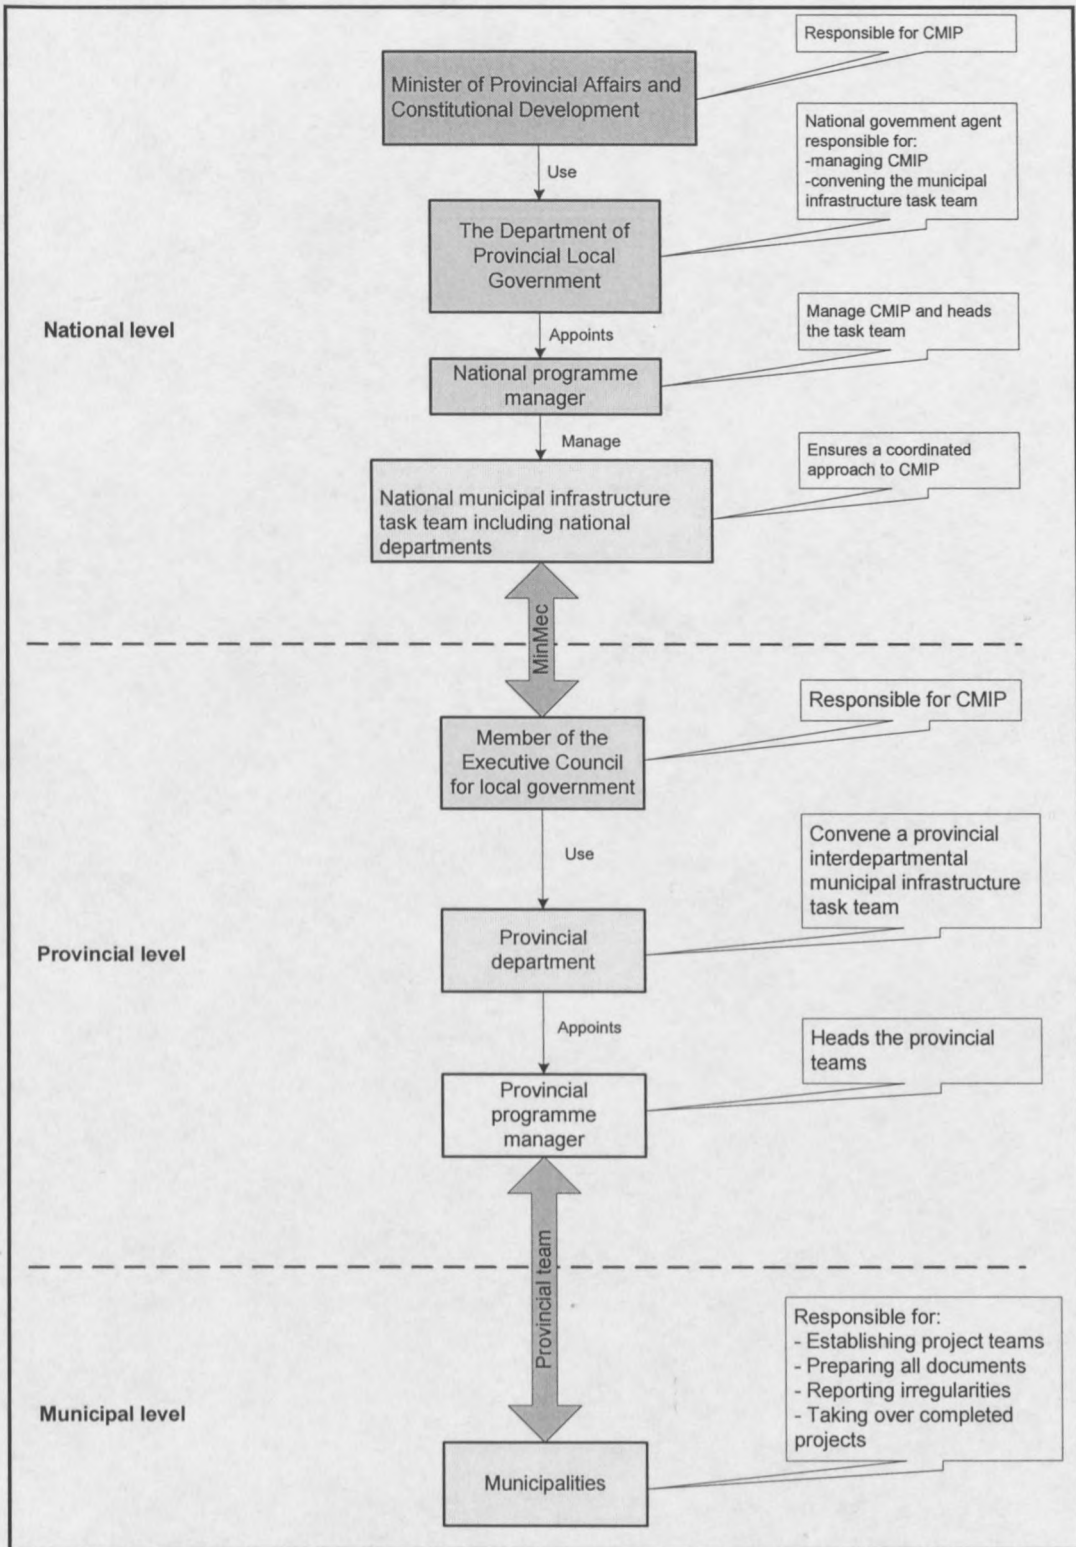 Responsible for CMIP
Minister of Provincial Affairs and
Constitutional Development
National government agent
responsible for:
-managing CMIP
-convening the municipal
infrastructure task team
Use
The Department of
Provincial Local
Government
National level
Manage CMIP and heads
the task team
Appoints
National programme
manager
Manage
Ensures a coordinated
approach to CMIP
National municipal infrastructure
task team including national
departments
MinMec
Responsible for CMIP
Member of the
Executive Council
for local government
Use
Convene a provincial
interdepartmental
municipal infrastructure
task team
Provincial level
Provincial
department
Appoints
Heads the provincial
teams
Provincial
programme
manager
Provincial team
Responsible for:
- Establishing project teams
- Preparing all documents
- Reporting irregularities
- Taking over completed
projects
Municipal level
Municipalities